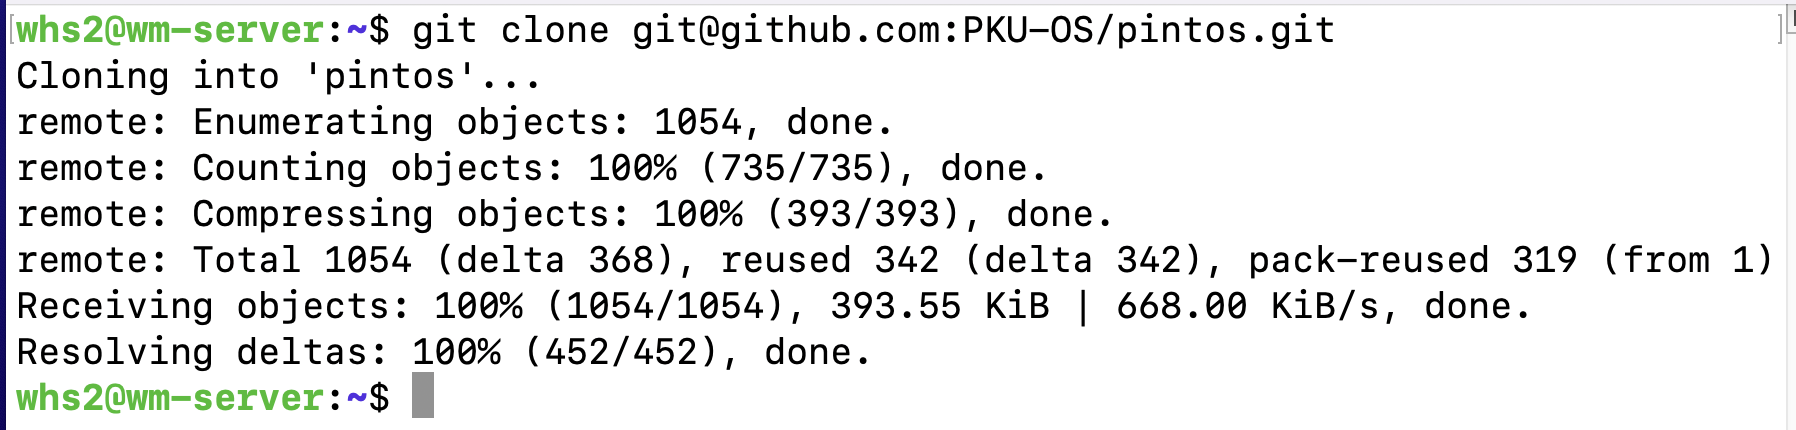 whs2@wm-server:~$ git clone git@github.com:PKU-OS/pintos.git
Cloning into 'pintos'...
remote: Enumerating objects: 1054, done.
remote: Counting objects: 100% (735/735), done.
remote: Compressing objects: 100% (393/393), done.
remote: Total 1054 (delta 368), reused 342 (delta 342), pack-reused 319 (from 1)
Receiving objects: 100% (1054/1054), 393.55 KiB | 668.00 KiB/s, done.
Resolving deltas: 100% (452/452), done.
whs2@wm-server:~$